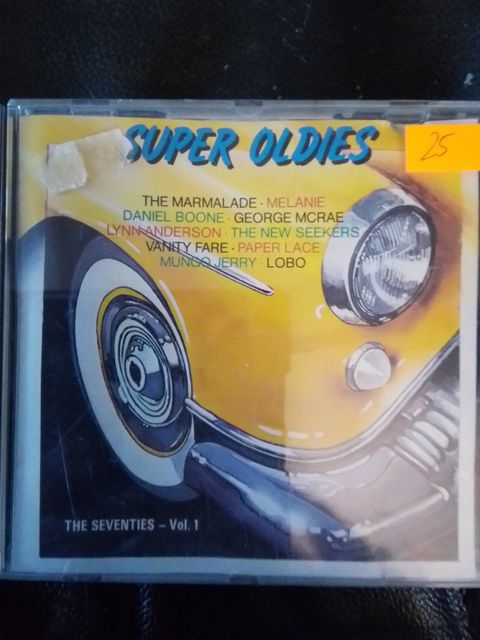 SUPER OLDIES
25
THE MARMALADE · MELANIE
DANIEL BOONE · GEORGE MCRAE
LYNN ANDERSON · THE NEW SEEKERS
VANITY FARE · PAPER LACE
MUNGO JERRY · LOBO
THE SEVENTIES – Vol. 1